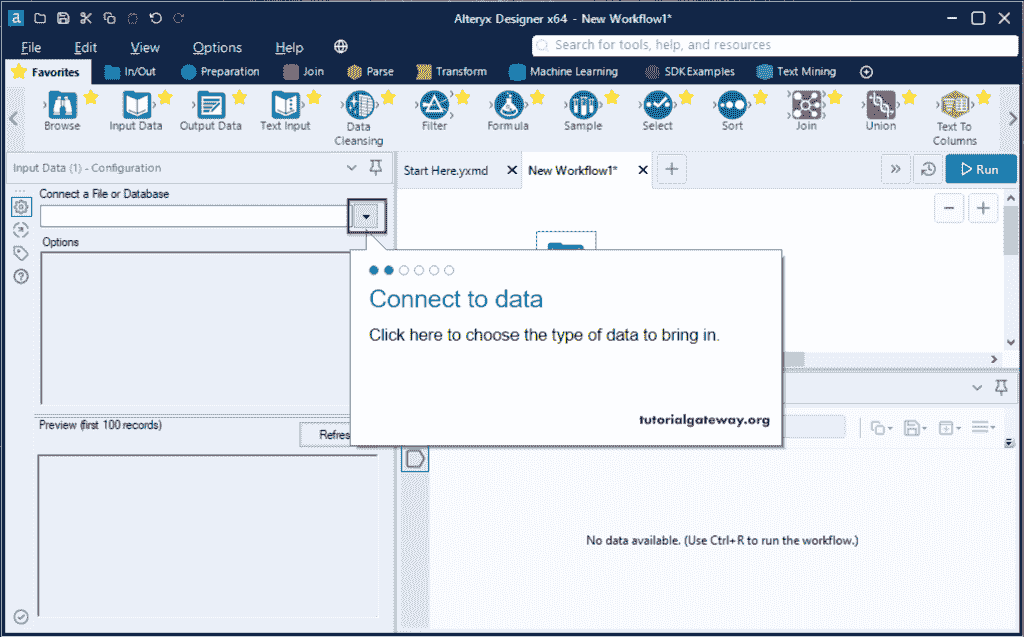 a
Alteryx Designer x64 - New Workflow1*
File Edit View Options Help
Search for tools, help, and resources
Favorites In/Out Preparation Join Parse Transform Machine Learning SDKExamples Text Mining
Browse Input Data Output Data Text Input Data Cleansing Filter Formula Sample Select Sort Join Union Text To Columns
Input Data (1) - Configuration
Start Here.yxmd New Workflow1*
Run
Connect a File or Database
Options
Connect to data
Click here to choose the type of data to bring in.
tutorialgateway.org
Preview (first 100 records)
Refres
No data available. (Use Ctrl+R to run the workflow.)